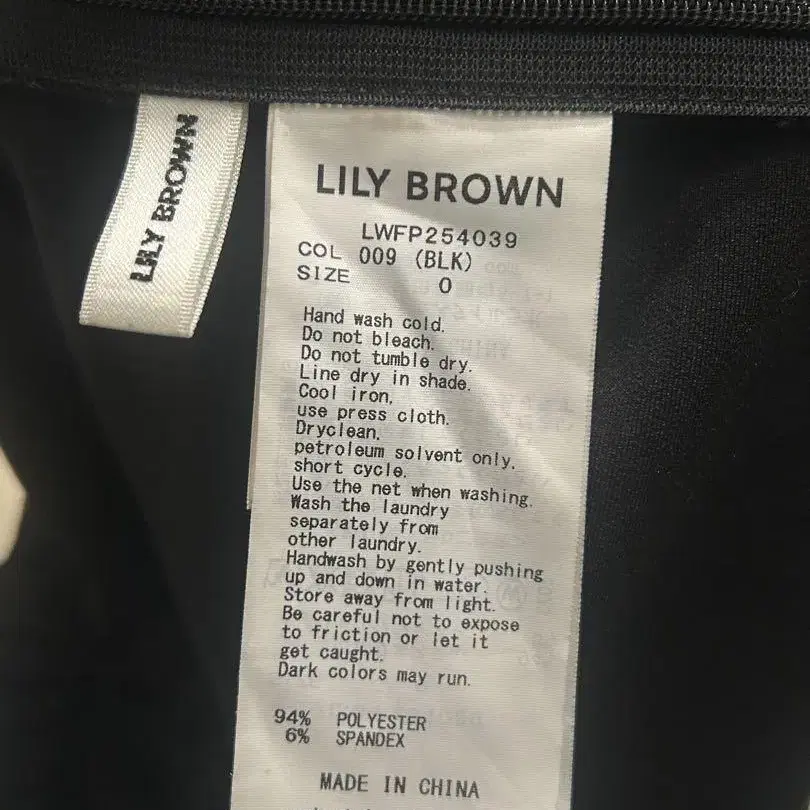 LILY BROWN
LILY BROWN
LWFP254039
COL 009 (BLK)
SIZE 0
Hand wash cold.
Do not bleach.
Do not tumble dry.
Line dry in shade.
Cool iron,
use press cloth.
Dryclean,
petroleum solvent only,
short cycle.
Use the net when washing.
Wash the laundry
separately from
other laundry.
Handwash by gently pushing
up and down in water.
Store away from light.
Be careful not to expose
to friction or let it
get caught.
Dark colors may run.
94% POLYESTER
6% SPANDEX
MADE IN CHINA